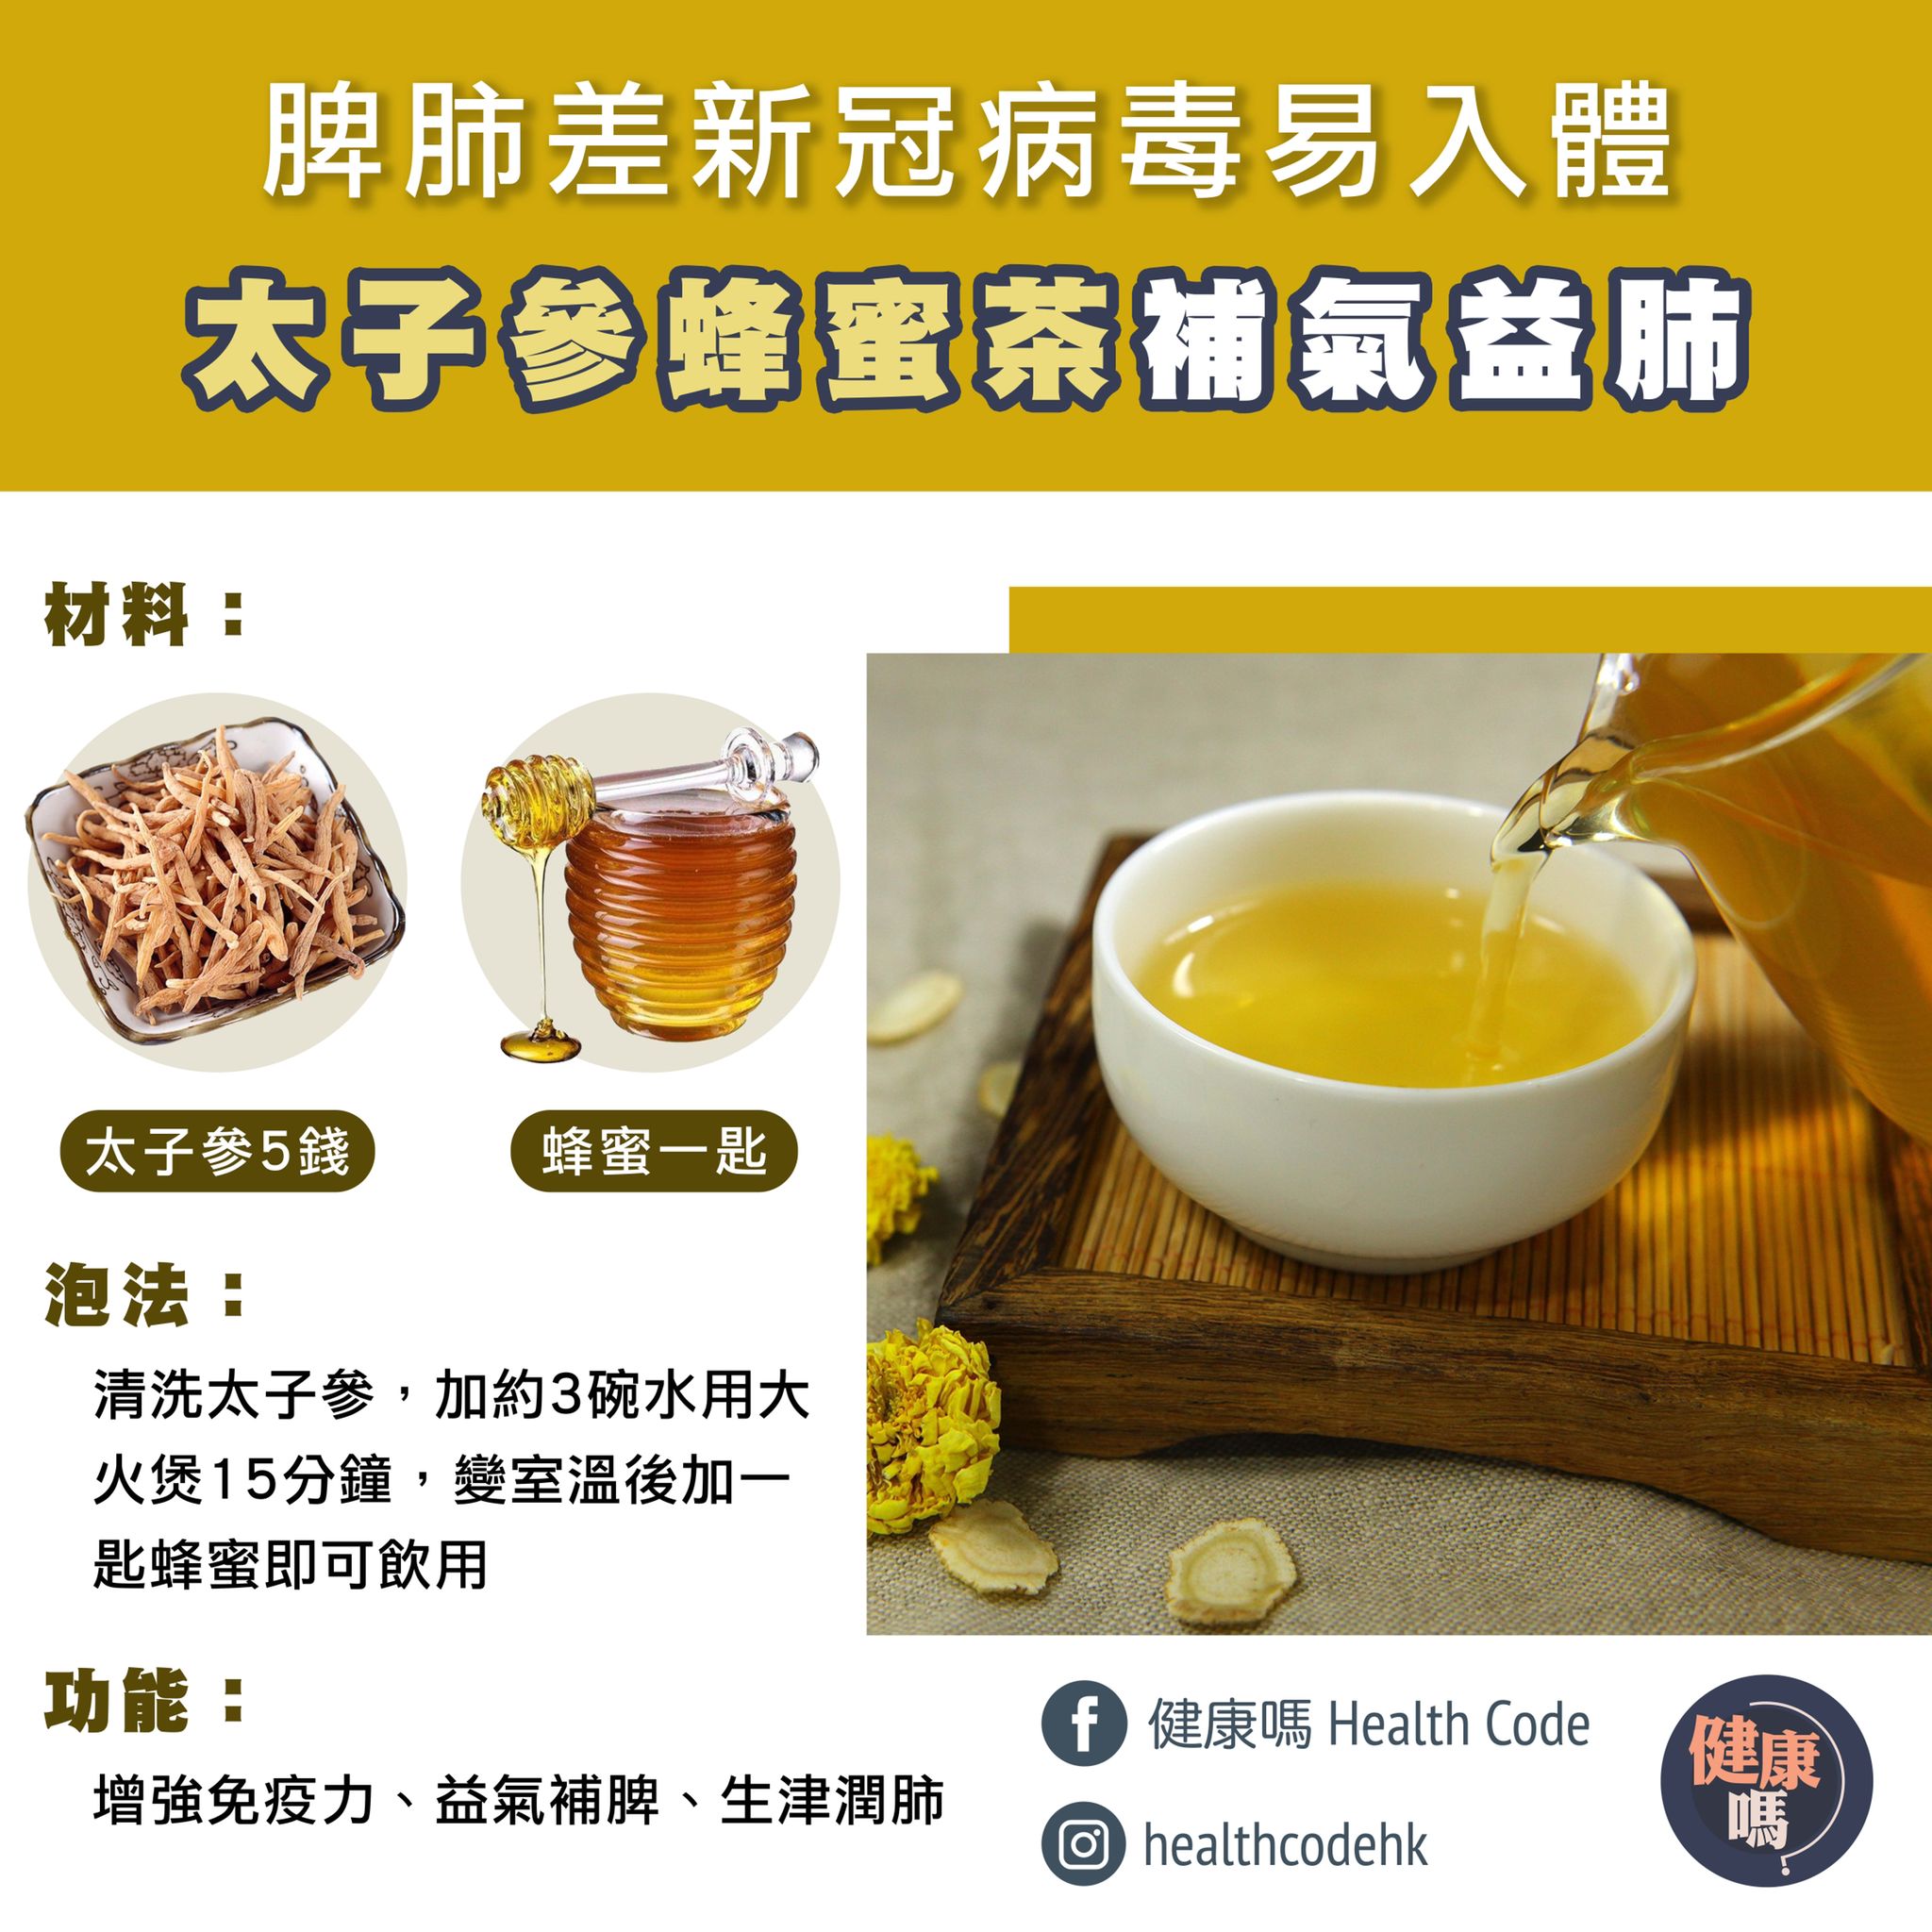 脾肺差新冠病毒易入體
太子參蜂蜜茶補氣益肺
材料：
太子參5錢
蜂蜜一匙
泡法：
清洗太子參，加約3碗水用大
火煲15分鐘，變室溫後加一
匙蜂蜜即可飲用
功能：
增強免疫力、益氣補脾、生津潤肺
健康嗎 Health Code
healthcodehk
健康
嗎